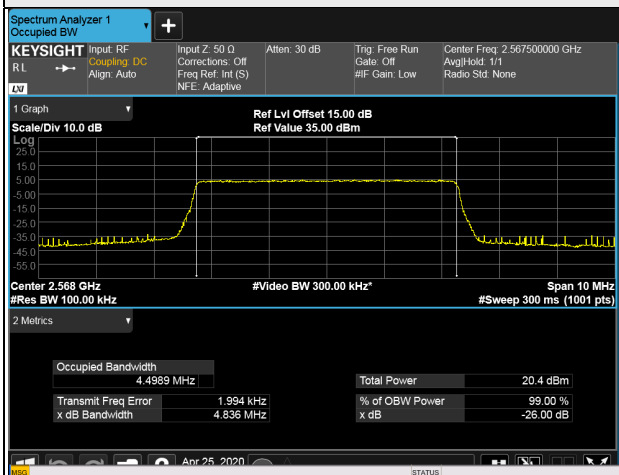 Spectrum Analyzer 1
Occupied BW
+
KEYSIGHT Input: RF Input Z: 50 Ω Atten: 30 dB Trig: Free Run Center Freq: 2.567500000 GHz
RL Coupling: DC Corrections: Off Gate: Off Avg|Hold: 1/1
Align: Auto Freq Ref: Int (S) #IF Gain: Low Radio Std: None
LXI NFE: Adaptive
1 Graph Ref Lvl Offset 15.00 dB
Scale/Div 10.0 dB Ref Value 35.00 dBm
Log
25.0
15.0
5.00
-5.00
-15.0
-25.0
-35.0
-45.0
-55.0
Center 2.568 GHz #Video BW 300.00 kHz* Span 10 MHz
#Res BW 100.00 kHz #Sweep 300 ms (1001 pts)
2 Metrics
Occupied Bandwidth
4.4989 MHz Total Power 20.4 dBm
Transmit Freq Error 1.994 kHz % of OBW Power 99.00 %
x dB Bandwidth 4.836 MHz x dB -26.00 dB
Apr 25, 2020
MSG STATUS